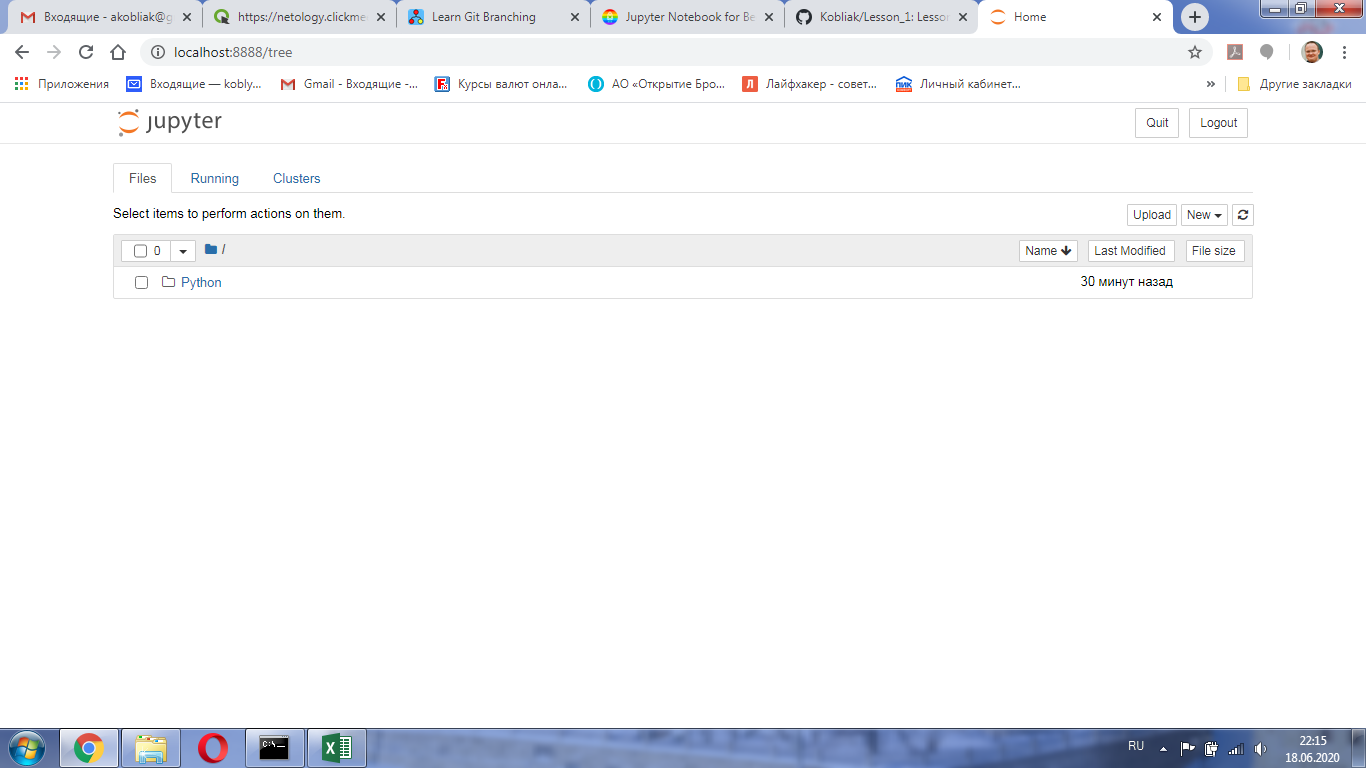 Входящие - akobliak@g
https://netology.clickme
Learn Git Branching
Jupyter Notebook for Be
Kobliak/Lesson_1: Lesson
Home
localhost:8888/tree
Приложения
Входящие — kobly...
Gmail - Входящие -...
Курсы валют онла...
АО «Открытие Бро...
Лайфхакер - совет...
Личный кабинет...
»
Другие закладки
jupyter
Quit
Logout
Files
Running
Clusters
Select items to perform actions on them.
Upload
New
0
/
Name
Last Modified
File size
Python
30 минут назад
RU
22:15
18.06.2020